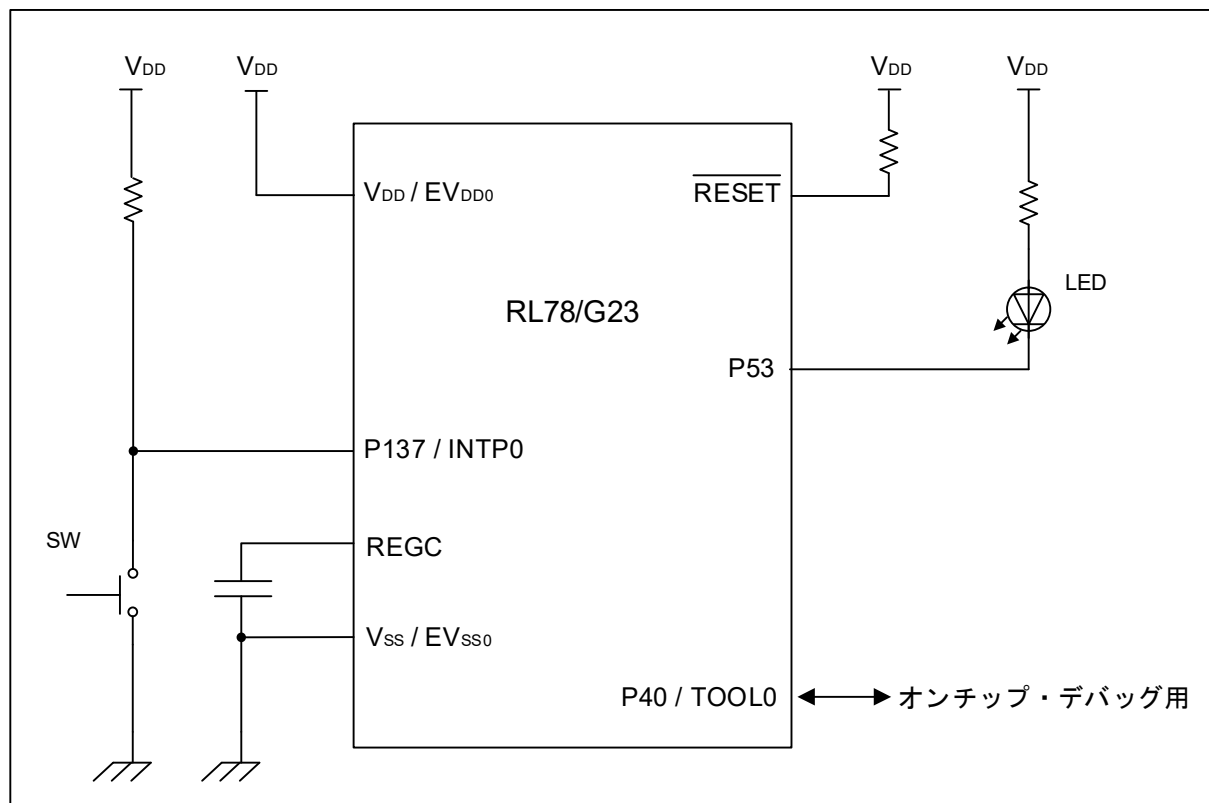 VDD VDD VDD VDD
VDD / EVDD0
RESET
RL78/G23
LED
P53
P137 / INTP0
SW
REGC
VSS / EVSS0
P40 / TOOL0 オンチップ・デバッグ用